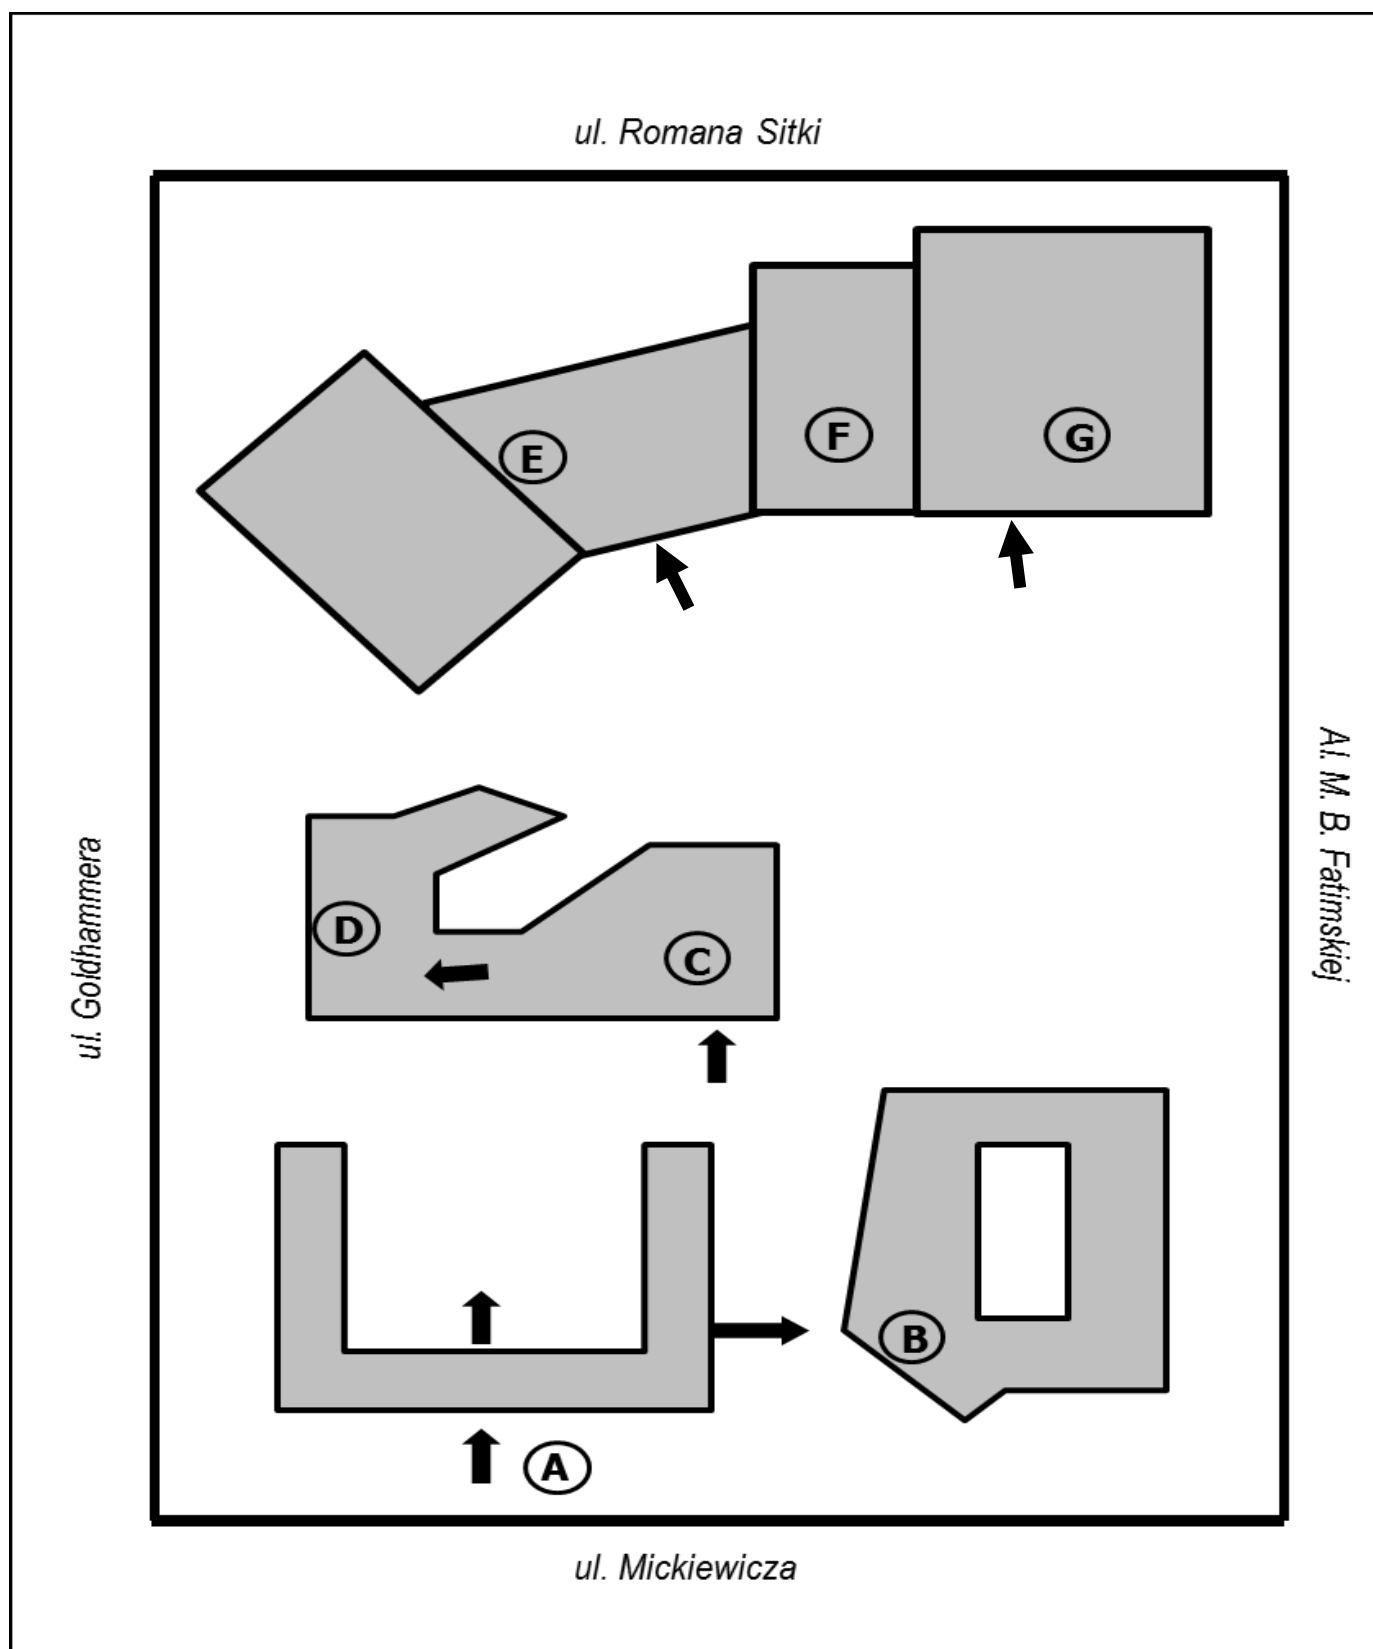 ul. Romana Sitki
E
F
G
Al. M. B. Fatimskiej
ul. Goldhammera
D
C
B
A
ul. Mickiewicza